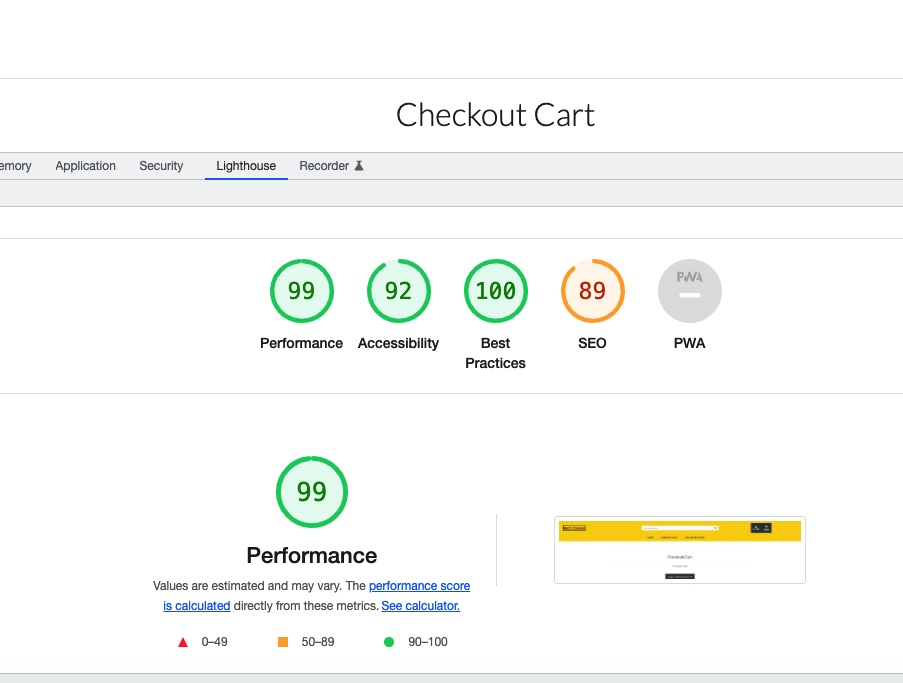 Checkout Cart
emory Application Security Lighthouse Recorder
99 92 100 89 PWA
Performance Accessibility Best Practices SEO PWA
99
Performance
Values are estimated and may vary. The performance score
is calculated directly from these metrics. See calculator.
0–49 50–89 90–100
Checkout Cart